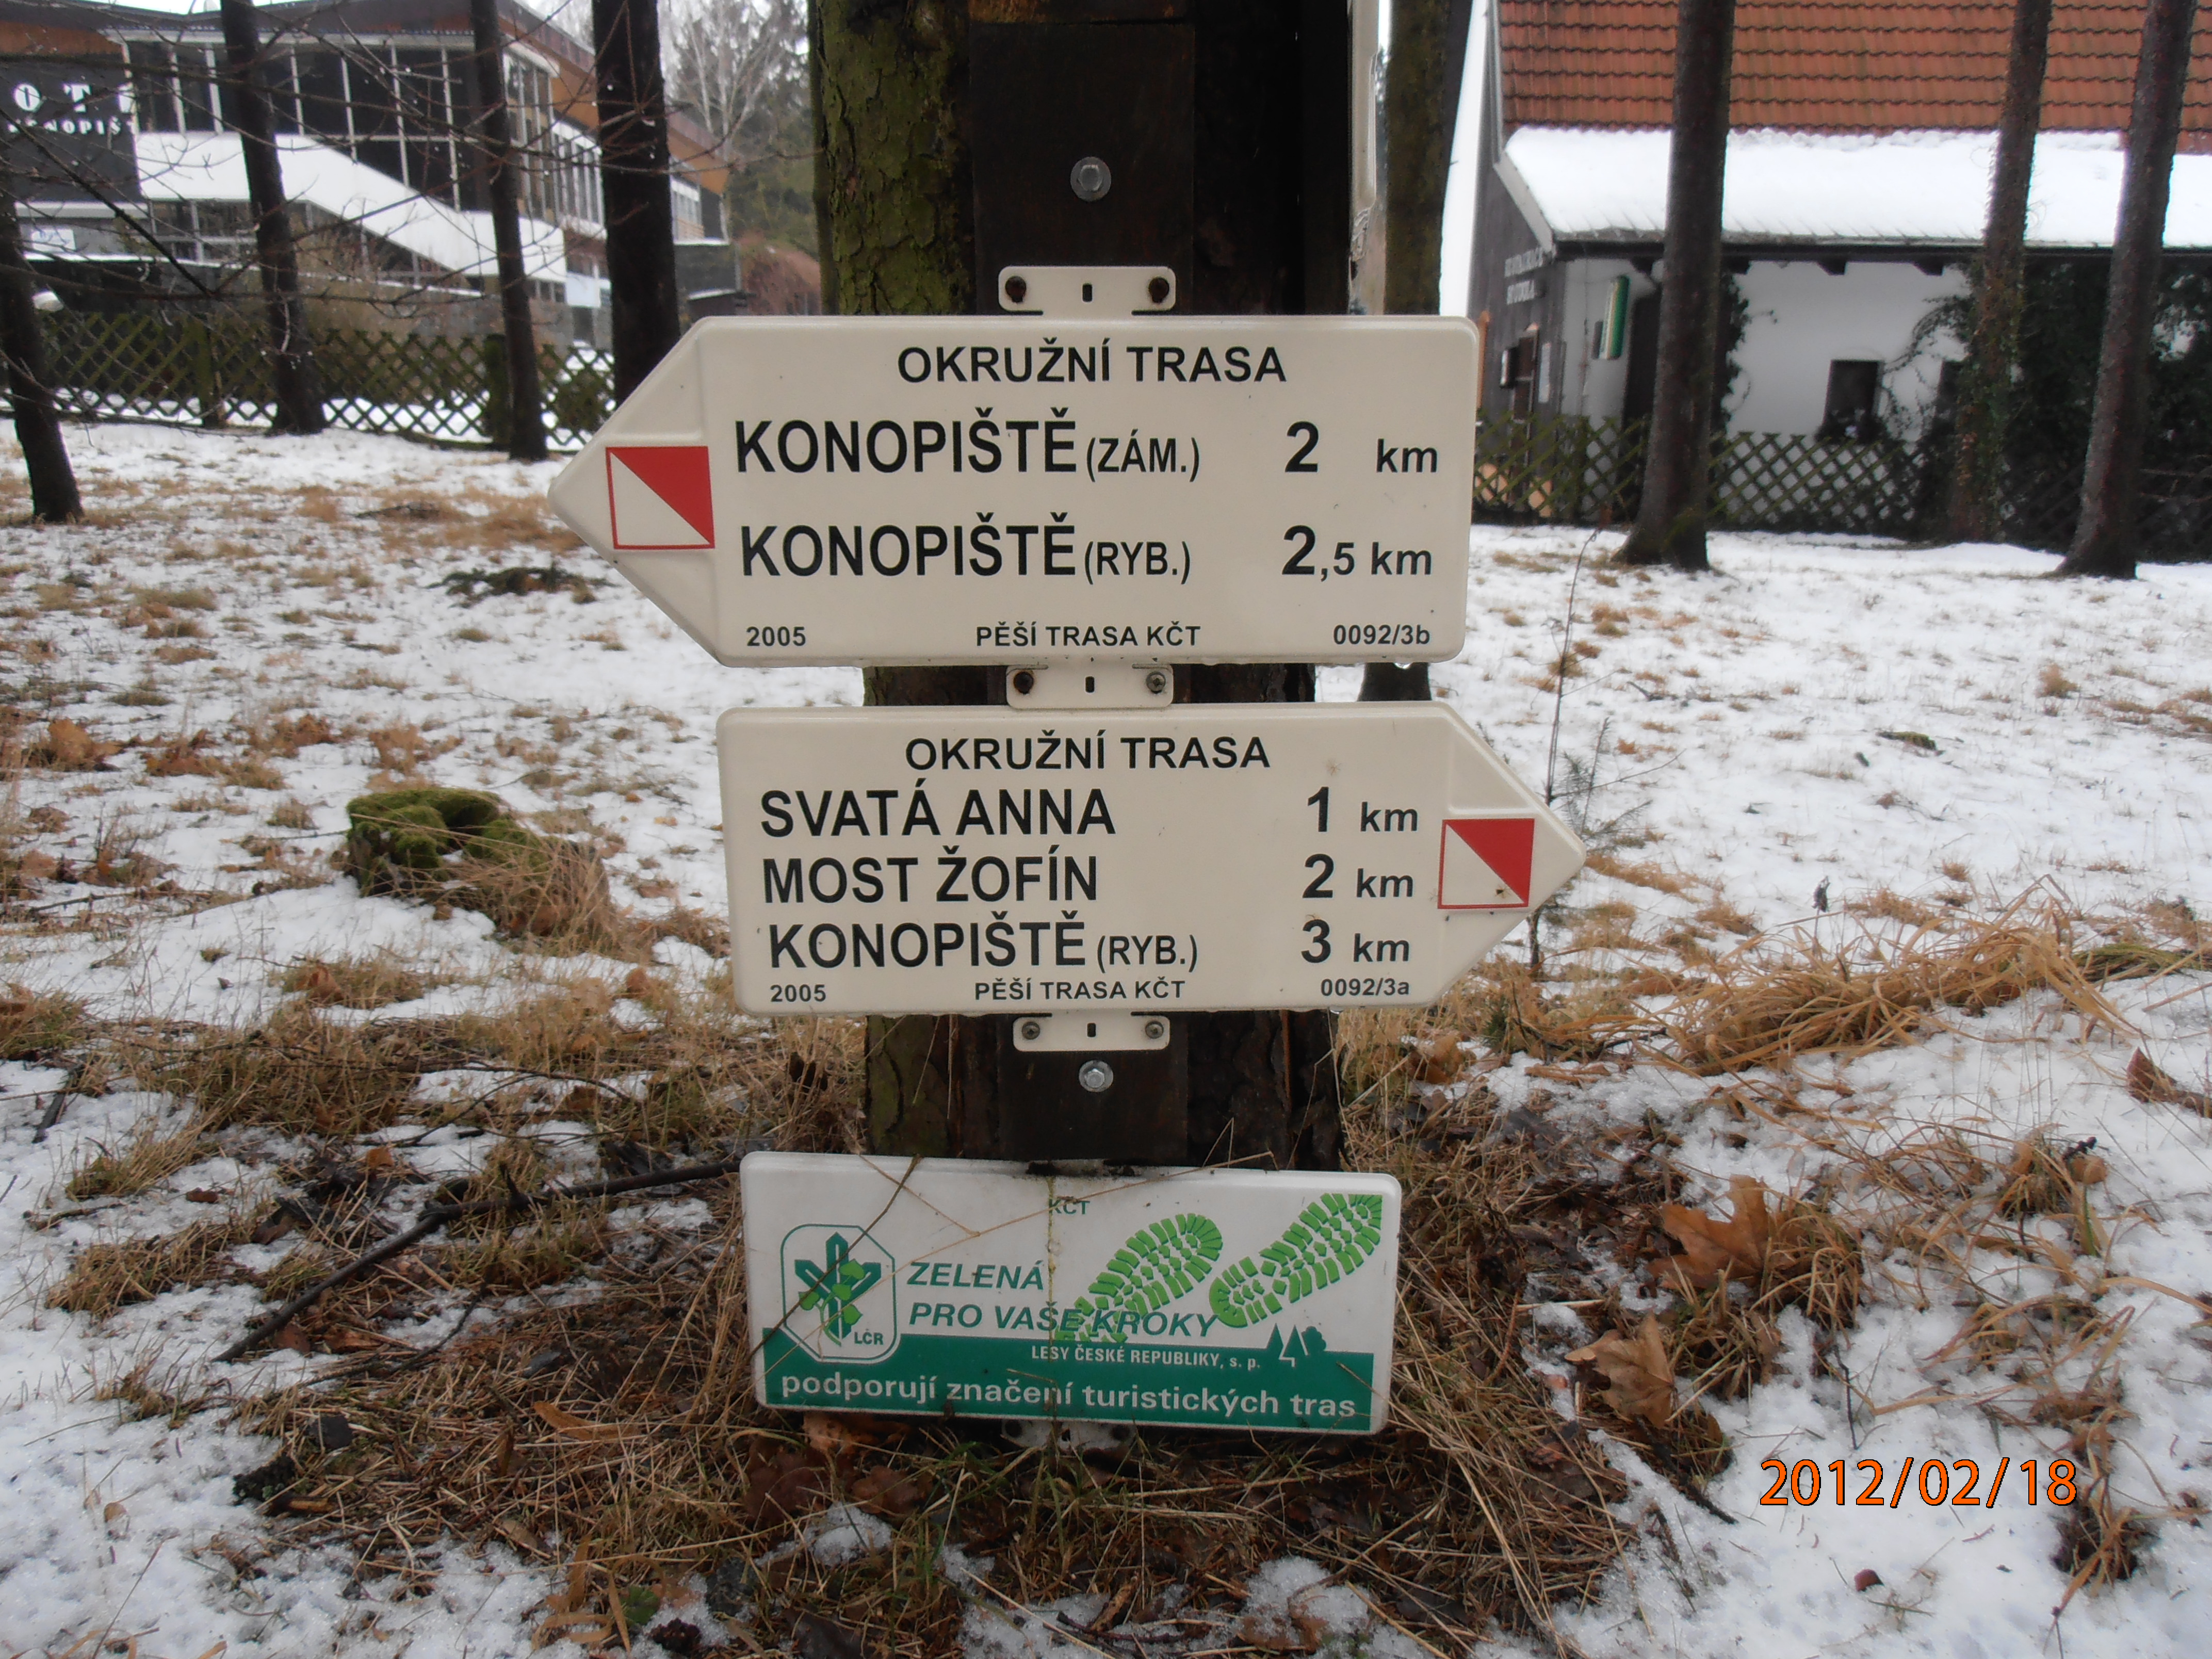 OKRUŽNÍ TRASA
KONOPIŠTĚ (ZÁM.) 2 km
KONOPIŠTĚ (RYB.) 2,5 km
2005 PĚŠÍ TRASA KČT 0092/3b
OKRUŽNÍ TRASA
SVATÁ ANNA 1 km
MOST ŽOFÍN 2 km
KONOPIŠTĚ (RYB.) 3 km
2005 PĚŠÍ TRASA KČT 0092/3a
KČT
ZELENÁ
PRO VAŠE KROKY
LČR
LESY ČESKÉ REPUBLIKY, s. p.
podporují značení turistických tras
2012/02/18